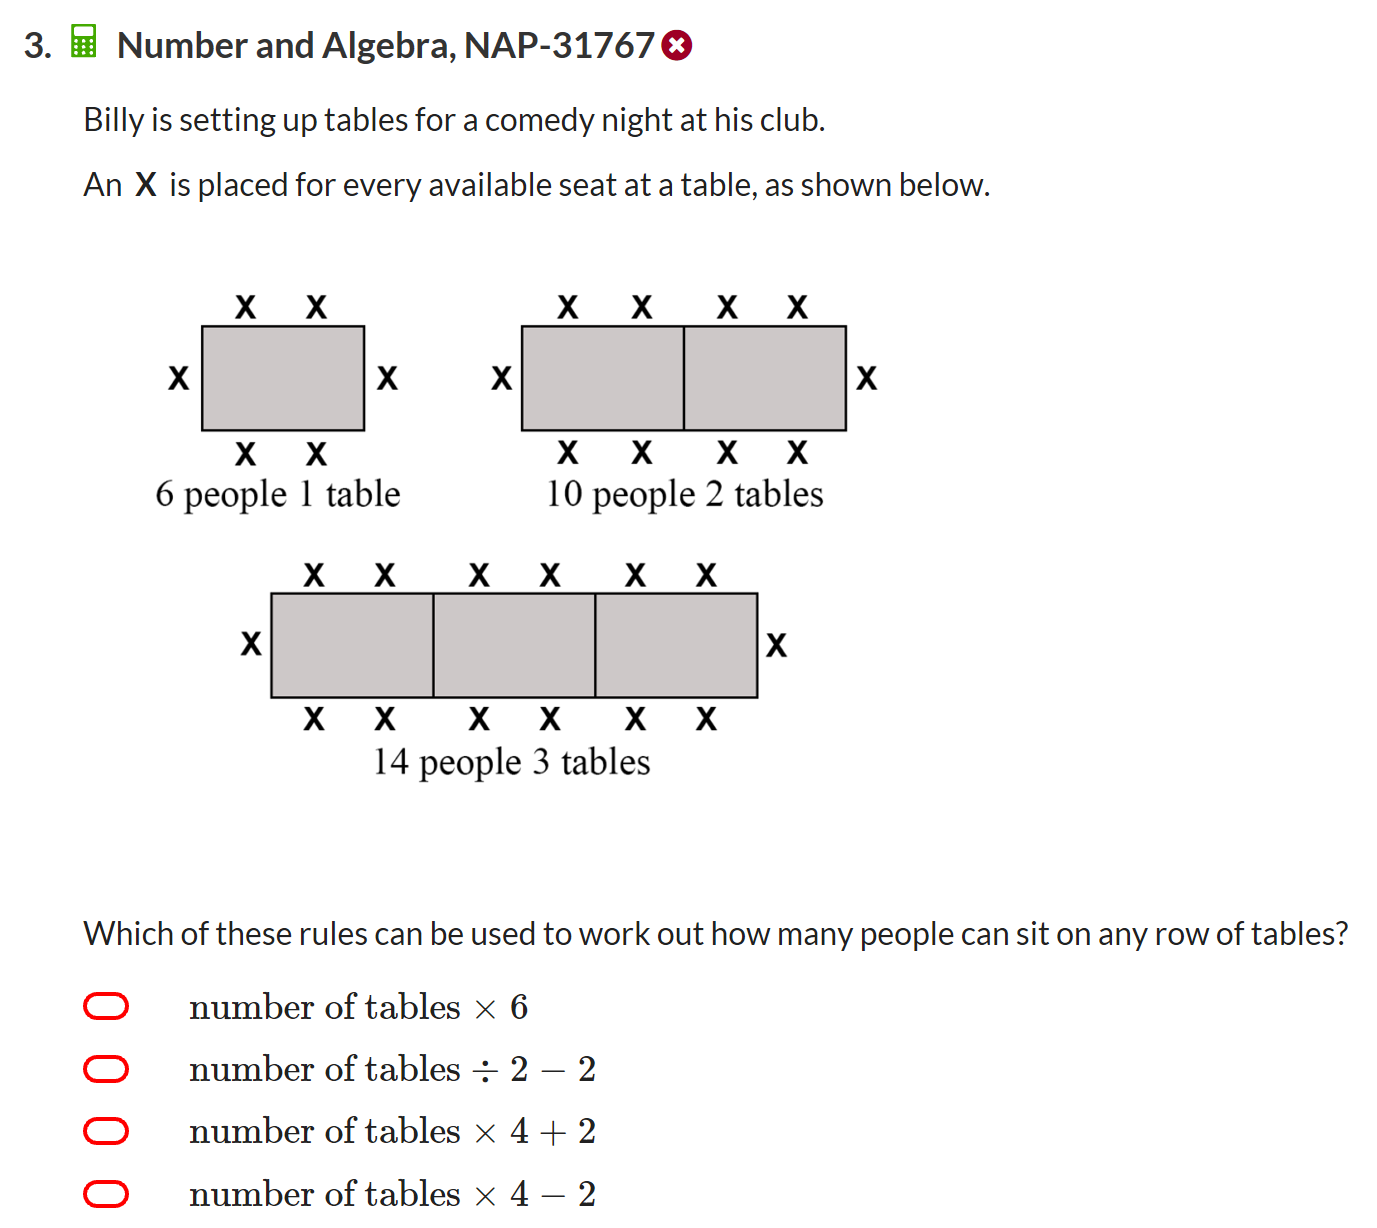 3. Number and Algebra, NAP-31767
Billy is setting up tables for a comedy night at his club.
An X is placed for every available seat at a table, as shown below.
X X X X X X
X X X X
X X X X X X
6 people 1 table 10 people 2 tables
X X X X X X
X X
X X X X X X
14 people 3 tables
Which of these rules can be used to work out how many people can sit on any row of tables?
number of tables × 6
number of tables ÷ 2 − 2
number of tables × 4 + 2
number of tables × 4 − 2